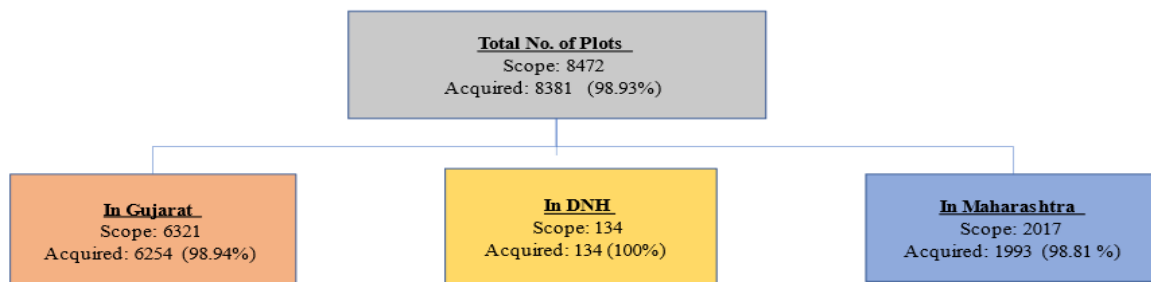 Total No. of Plots
Scope: 8472
Acquired: 8381 (98.93%)
In Gujarat
Scope: 6321
Acquired: 6254 (98.94%)
In DNH
Scope: 134
Acquired: 134 (100%)
In Maharashtra
Scope: 2017
Acquired: 1993 (98.81 %)